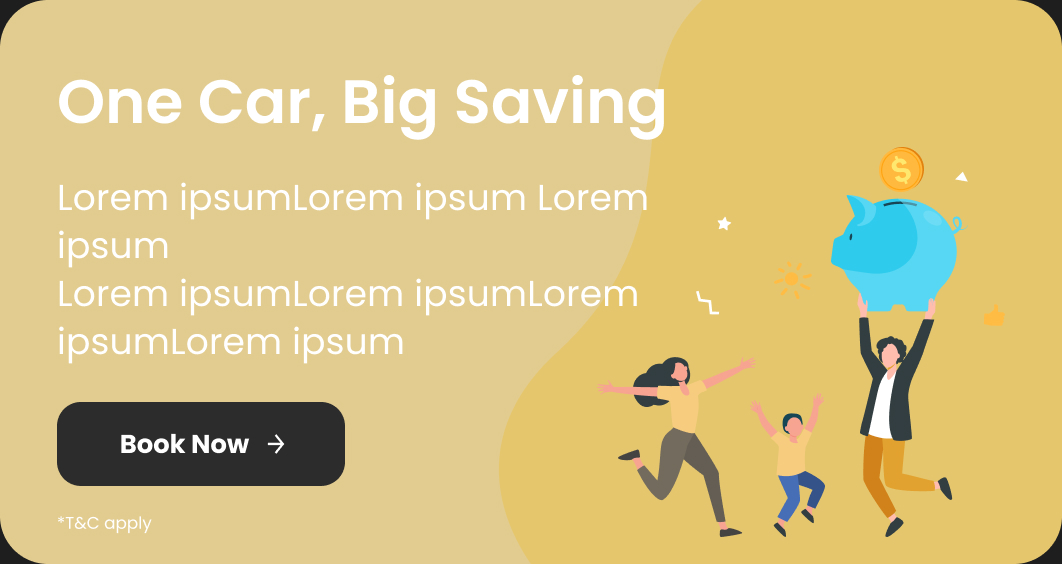 One Car, Big Saving
Lorem ipsumLorem ipsum Lorem
ipsum
Lorem ipsumLorem ipsumLorem
ipsumLorem ipsum
Book Now →
*T&C apply
$